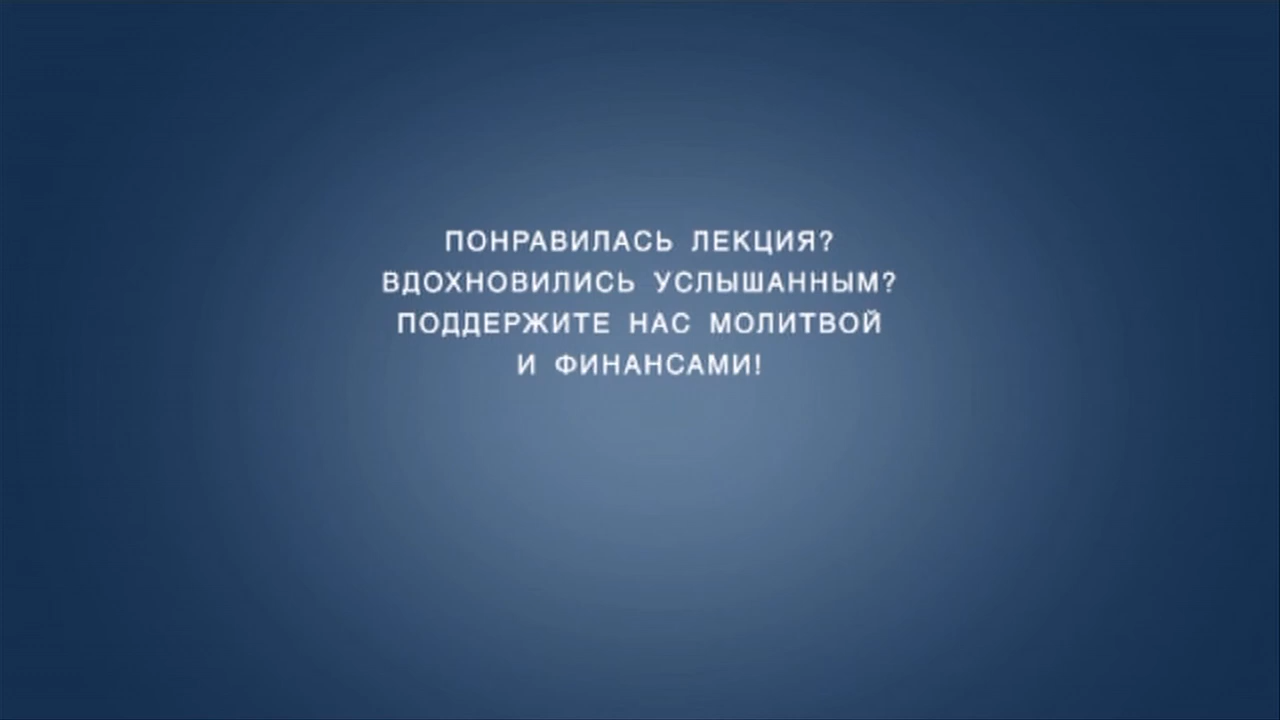 ПОНРАВИЛАСЬ ЛЕКЦИЯ?
ВДОХНОВИЛИСЬ УСЛЫШАННЫМ?
ПОДДЕРЖИТЕ НАС МОЛИТВОЙ
И ФИНАНСАМИ!